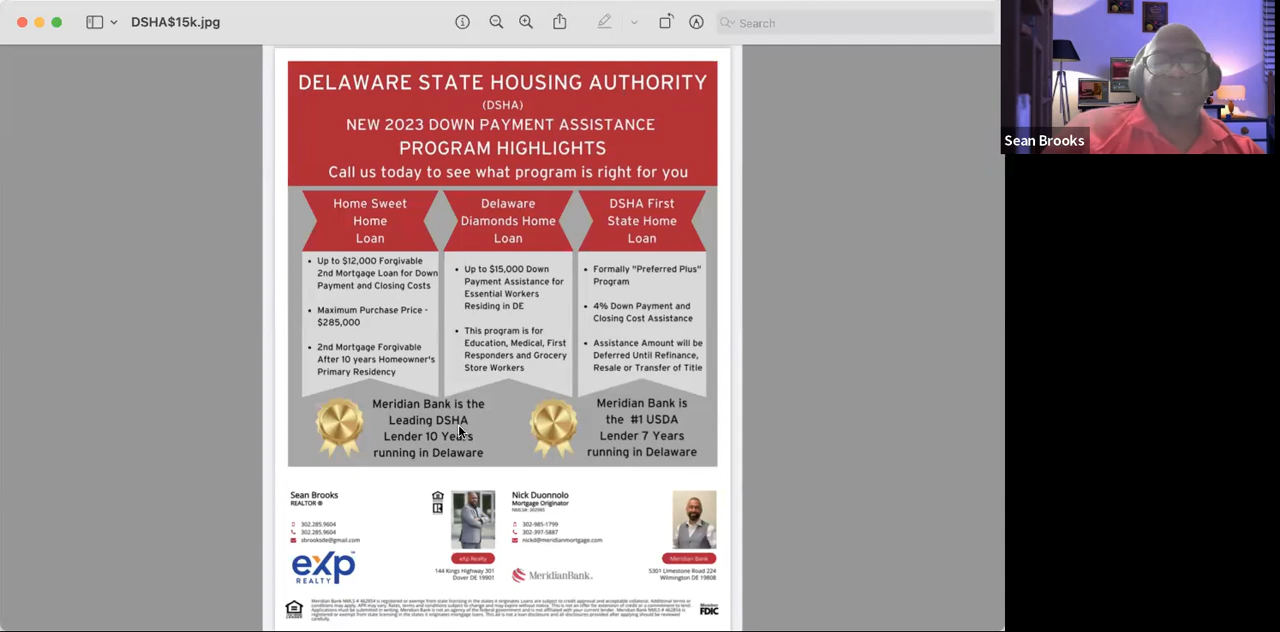 DSHA$15k.jpg
Search
Sean Brooks
DELAWARE STATE HOUSING AUTHORITY
(DSHA)
NEW 2023 DOWN PAYMENT ASSISTANCE
PROGRAM HIGHLIGHTS
Call us today to see what program is right for you
Home Sweet
Home
Loan
• Up to $12,000 Forgivable
2nd Mortgage Loan for Down
Payment and Closing Costs
• Maximum Purchase Price -
$285,000
• 2nd Mortgage Forgivable
After 10 years Homeowner's
Primary Residency
Delaware
Diamonds Home
Loan
• Up to $15,000 Down
Payment Assistance for
Essential Workers
Residing in DE
• This program is for
Education, Medical, First
Responders and Grocery
Store Workers
DSHA First
State Home
Loan
• Formally "Preferred Plus"
Program
• 4% Down Payment and
Closing Cost Assistance
• Assistance Amount will be
Deferred Until Refinance,
Resale or Transfer of Title
Meridian Bank is the
Leading DSHA
Lender 10 Years
running in Delaware
Meridian Bank is
the #1 USDA
Lender 7 Years
running in Delaware
Sean Brooks
REALTOR ®
302.285.9604
302.285.9604
sbrooksde@gmail.com
eXp
REALTY
eXp Realty
144 Kings Highway 301
Dover DE 19901
Nick Duonnolo
Mortgage Originator
302-985-1799
302-397-5887
nickd@meridianmortgage.com
MeridianBank.
Meridian Bank
5301 Limestone Road 224
Wilmington DE 19808
Member
FDIC